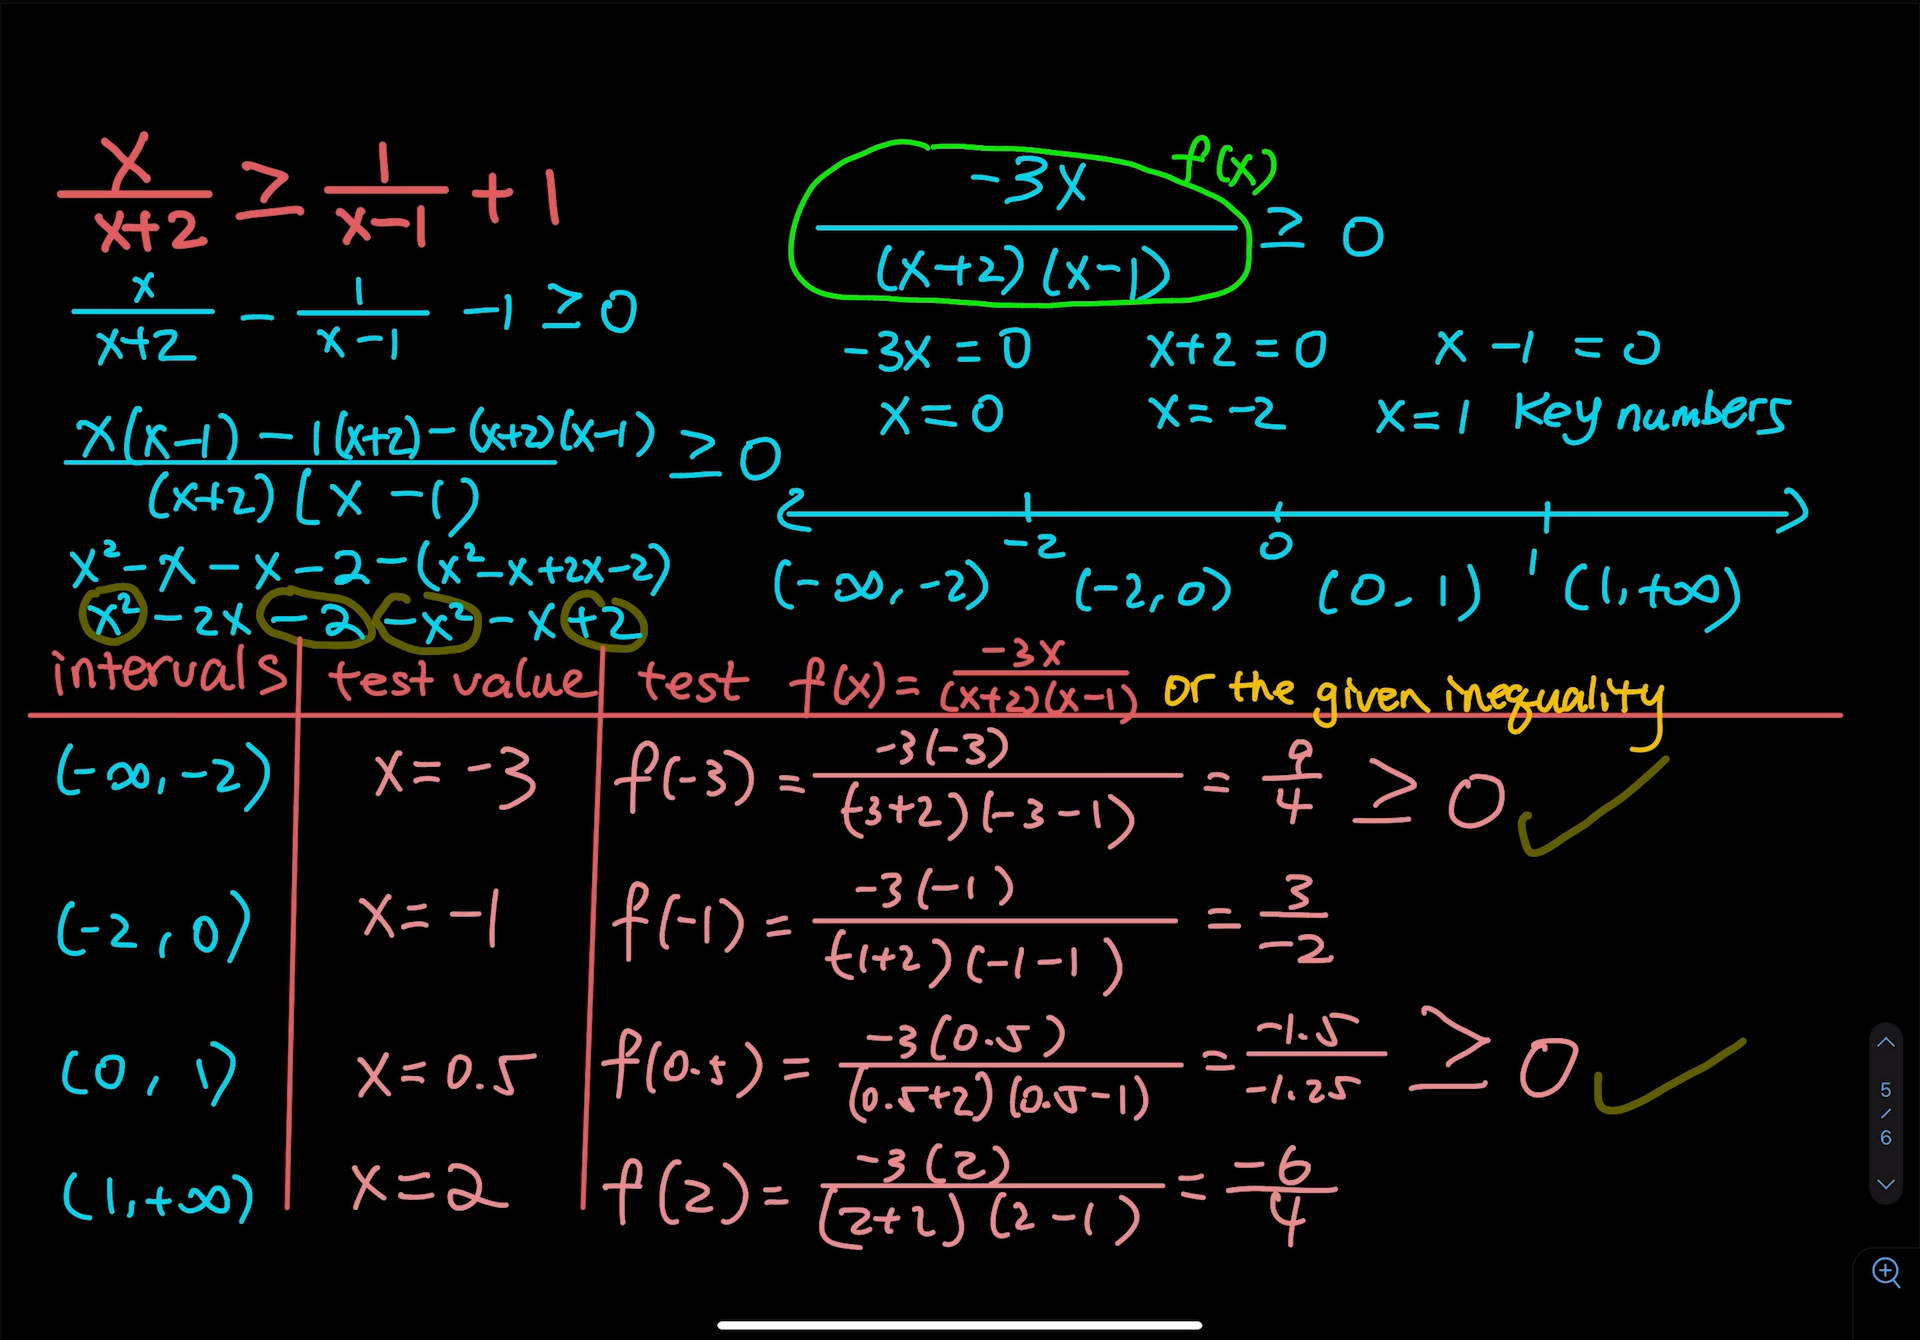 x/(x+2) ≥ 1/(x-1) + 1
x/(x+2) - 1/(x-1) - 1 ≥ 0
(x(x-1) - 1(x+2) - (x+2)(x-1))/((x+2)(x-1)) ≥ 0
x² - x - x - 2 - (x² - x + 2x - 2)
x² - 2x - 2 - x² - x + 2
f(x)
-3x/((x+2)(x-1)) ≥ 0
-3x = 0 x+2 = 0 x - 1 = 0
x = 0 x = -2 x = 1 Key numbers
-2 0 1
(-∞, -2) (-2, 0) (0, 1) (1, +∞)
intervals test value test f(x) = -3x/((x+2)(x-1)) or the given inequality
(-∞, -2) x = -3 f(-3) = -3(-3)/((-3+2)(-3-1)) = 9/4 ≥ 0 ✓
(-2, 0) x = -1 f(-1) = -3(-1)/((-1+2)(-1-1)) = 3/-2
(0, 1) x = 0.5 f(0.5) = -3(0.5)/((0.5+2)(0.5-1)) = -1.5/-1.25 ≥ 0 ✓
(1, +∞) x = 2 f(2) = -3(2)/((2+2)(2-1)) = -6/4
5
/
6